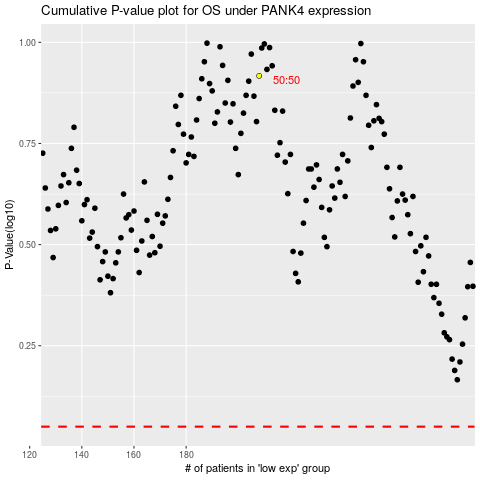 Cumulative P-value plot for OS under PANK4 expression
1.00
50:50
0.75
P-Value(log10)
0.50
0.25
120 140 160 180
# of patients in 'low exp' group